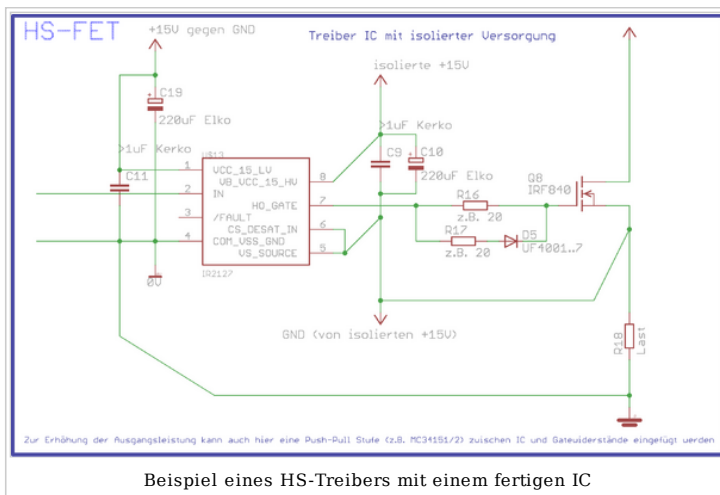 HS-FET
+15V gegen GND
Treiber IC mit isolierter Versorgung
isolierte +15V
C19
220uF Elko
>1uF Kerko
>1uF Kerko
C11
C9
C10
220uF Elko
1
VCC_15_LV
VB_VCC_15_HV
8
2
IN
HO_GATE
7
3
/FAULT
CS_DESAT_IN
6
4
COM_VSS_GND
VS_SOURCE
5
IR2127
0V
R16
z.B. 20
R17
z.B. 20
D5
UF4001..7
Q8
IRF840
GND (von isolierten +15V)
R18
Last
Zur Erhöhung der Ausgangsleistung kann auch hier eine Push-Pull Stufe (z.B. MC34151/2) zwischen IC und Gatewiderstände eingefügt werden
Beispiel eines HS-Treibers mit einem fertigen IC